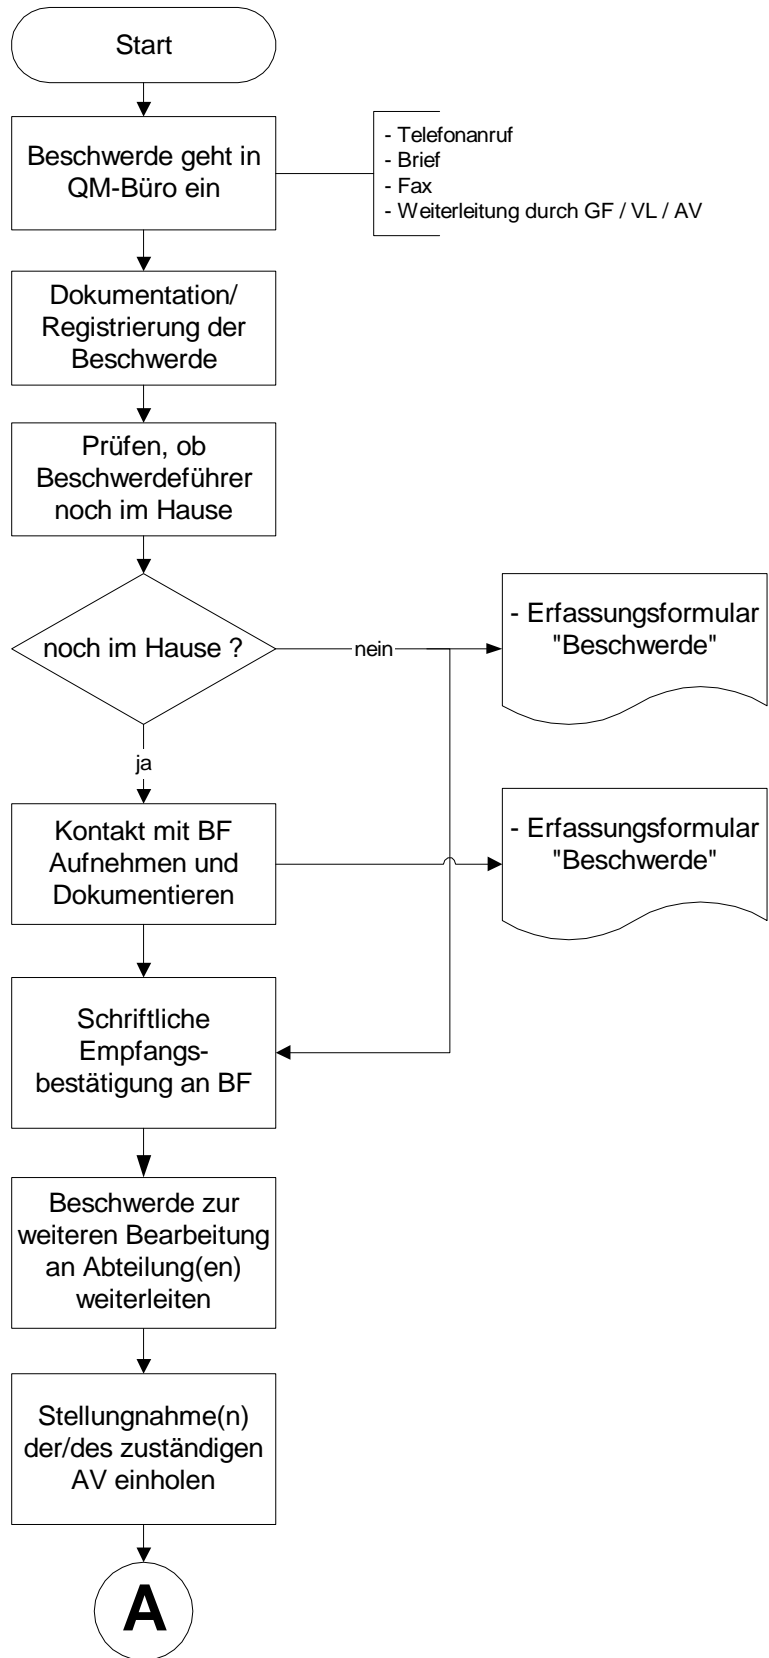 Start
Beschwerde geht in
QM-Büro ein
- Telefonanruf
- Brief
- Fax
- Weiterleitung durch GF / VL / AV
Dokumentation/
Registrierung der
Beschwerde
Prüfen, ob
Beschwerdeführer
noch im Hause
noch im Hause ?
nein
- Erfassungsformular
"Beschwerde"
ja
Kontakt mit BF
Aufnehmen und
Dokumentieren
- Erfassungsformular
"Beschwerde"
Schriftliche
Empfangs-
bestätigung an BF
Beschwerde zur
weiteren Bearbeitung
an Abteilung(en)
weiterleiten
Stellungnahme(n)
der/des zuständigen
AV einholen
A